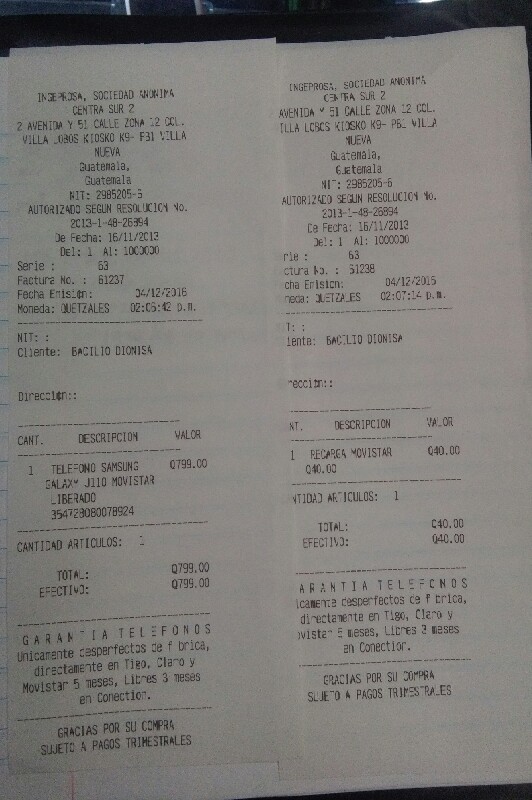 INGEPROSA, SOCIEDAD ANONIMA
CENTRA SUR 2
2 AVENIDA Y 51 CALLE ZONA 12 COL.
VILLA LOBOS KIOSKO K9- P31 VILLA
NUEVA
Guatemala,
Guatemala
NIT: 2985205-6
AUTORIZADO SEGUN RESOLUCION No.
2013-1-48-26894
De Fecha: 16/11/2013
Del: 1 Al: 1000000
Serie : 63
Factura No. : 61237
Fecha Emision: 04/12/2016
Moneda: QUETZALES 02:06:42 p.m.
NIT: :
Cliente: BACILIO DIONISA
Direccion::
CANT. DESCRIPCION VALOR
1 TELEFONO SAMSUNG Q799.00
GALAXY J110 MOVISTAR
LIBERADO
354728080078924
CANTIDAD ARTICULOS: 1
TOTAL: Q799.00
EFECTIVO: Q799.00
G A R A N T I A T E L E F O N O S
Unicamente desperfectos de f brica,
directamente en Tigo, Claro y
Movistar 5 meses, Libres 3 meses
en Conection.
GRACIAS POR SU COMPRA
SUJETO A PAGOS TRIMESTRALES
INGEPROSA, SOCIEDAD ANONIMA
CENTRA SUR 2
AVENIDA Y 51 CALLE ZONA 12 COL.
ILLA LOBOS KIOSKO K9- P61 VILLA
NUEVA
Guatemala,
Guatemala
NIT: 2985205-6
AUTORIZADO SEGUN RESOLUCION No.
2013-1-48-26894
De Fecha: 16/11/2013
Del: 1 Al: 1000000
rie : 63
ctura No. : 61238
cha Emision: 04/12/2016
neda: QUETZALES 02:07:14 p.m.
T: :
iente: BACILIO DIONISA
reccion::
NT. DESCRIPCION VALOR
1 RECARGA MOVISTAR Q40.00
Q40.00
NTIDAD ARTICULOS: 1
TOTAL: Q40.00
EFECTIVO: Q40.00
A R A N T I A T E L E F O N O S
icamente desperfectos de f brica,
directamente en Tigo, Claro y
ovistar 5 meses, Libres 3 meses
en Conection.
GRACIAS POR SU COMPRA
SUJETO A PAGOS TRIMESTRALES